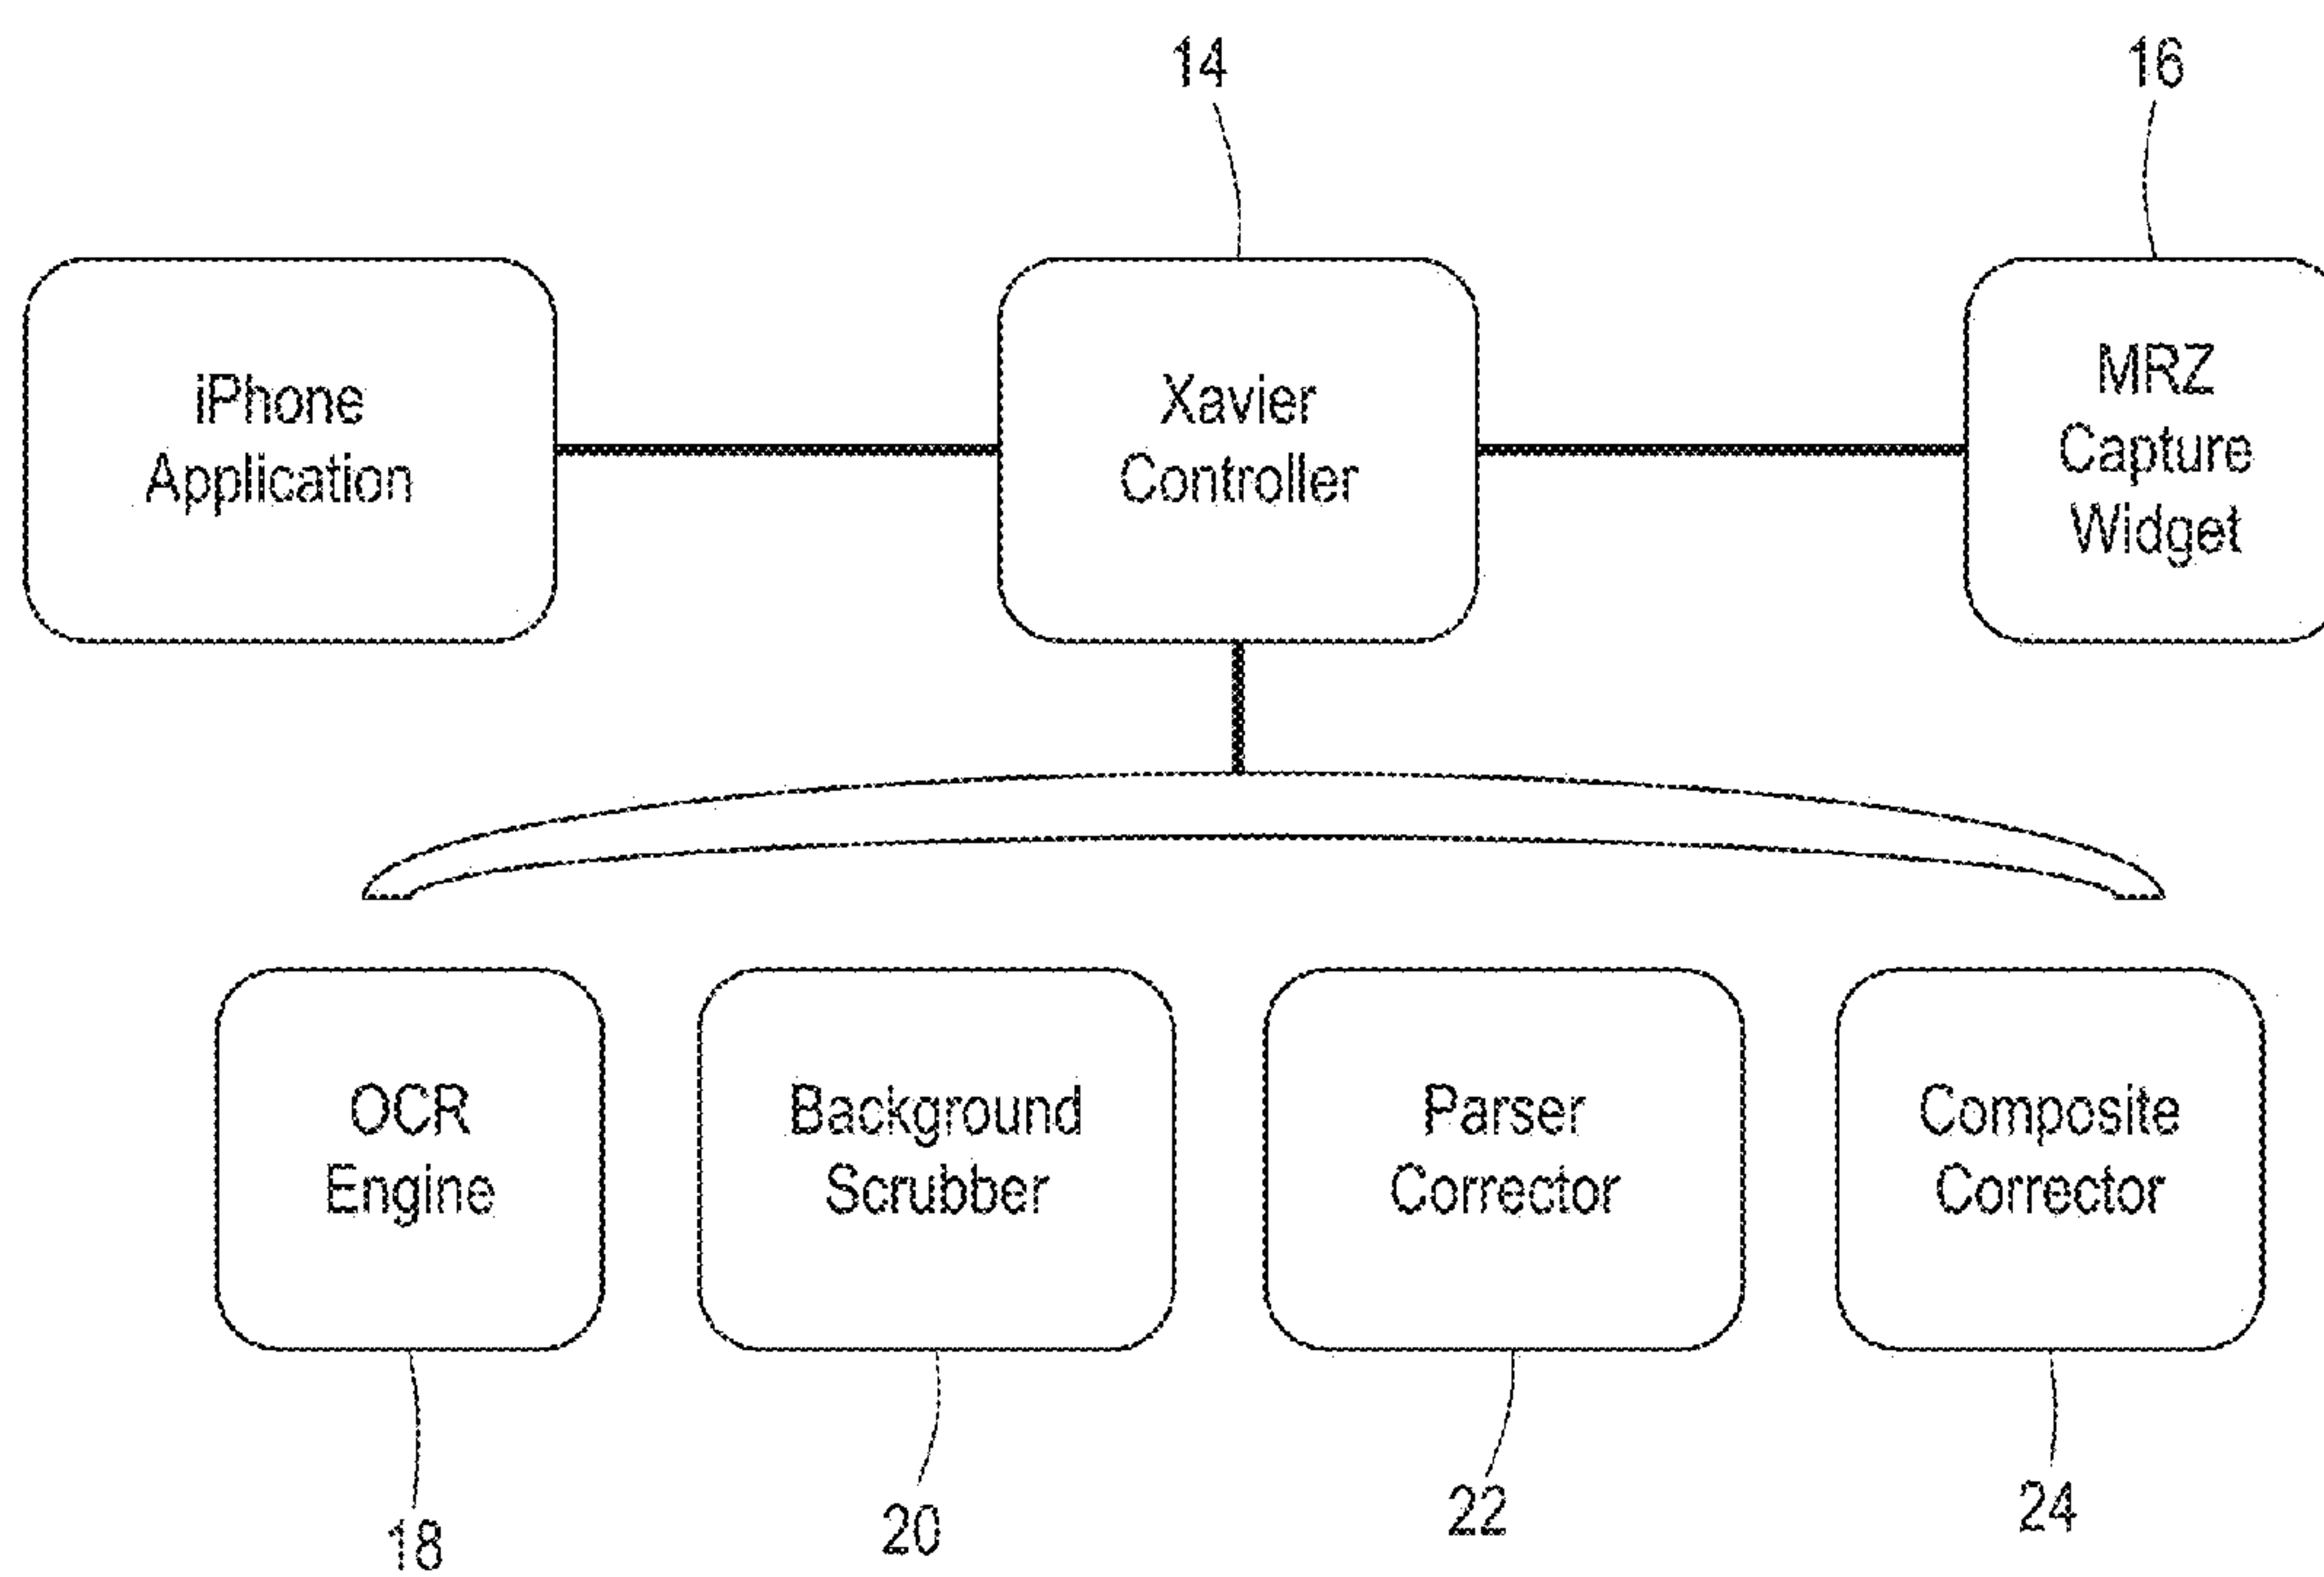 14
16
iPhone
Application
Xavier
Controller
MRZ
Capture
Widget
OCR
Engine
Background
Scrubber
Parser
Corrector
Composite
Corrector
18
20
22
24